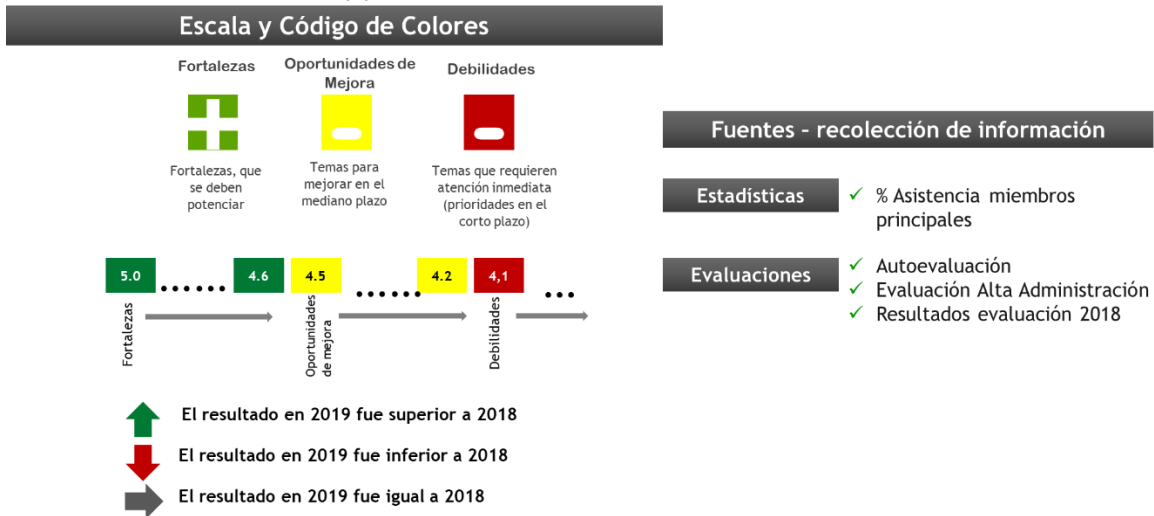 Escala y Código de Colores
Fortalezas
Oportunidades de
Mejora
Debilidades
Fortalezas, que
se deben
potenciar
Temas para
mejorar en el
mediano plazo
Temas que requieren
atención inmediata
(prioridades en el
corto plazo)
5.0 ...... 4.6 4.5 ...... 4.2 4,1 ...
Fortalezas
Oportunidades
de mejora
Debilidades
El resultado en 2019 fue superior a 2018
El resultado en 2019 fue inferior a 2018
El resultado en 2019 fue igual a 2018
Fuentes - recolección de información
Estadísticas
✓ % Asistencia miembros
principales
Evaluaciones
✓ Autoevaluación
✓ Evaluación Alta Administración
✓ Resultados evaluación 2018